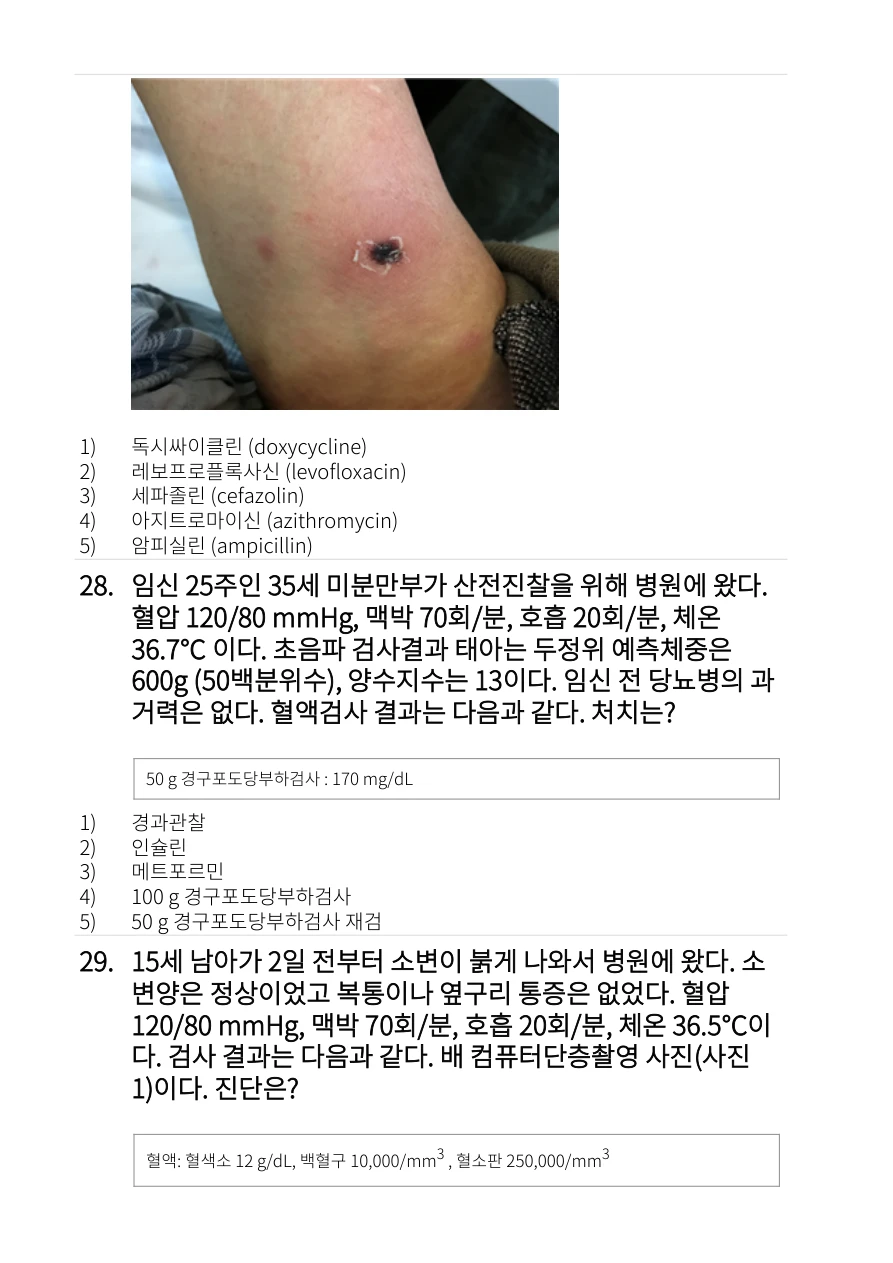 1) 독시싸이클린 (doxycycline)
2) 레보프로플록사신 (levofloxacin)
3) 세파졸린 (cefazolin)
4) 아지트로마이신 (azithromycin)
5) 암피실린 (ampicillin)
28. 임신 25주인 35세 미분만부가 산전진찰을 위해 병원에 왔다.
혈압 120/80 mmHg, 맥박 70회/분, 호흡 20회/분, 체온
36.7°C 이다. 초음파 검사결과 태아는 두정위 예측체중은
600g (50백분위수), 양수지수는 13이다. 임신 전 당뇨병의 과
거력은 없다. 혈액검사 결과는 다음과 같다. 처치는?
50 g 경구포도당부하검사 : 170 mg/dL
1) 경과관찰
2) 인슐린
3) 메트포르민
4) 100 g 경구포도당부하검사
5) 50 g 경구포도당부하검사 재검
29. 15세 남아가 2일 전부터 소변이 붉게 나와서 병원에 왔다. 소
변양은 정상이었고 복통이나 옆구리 통증은 없었다. 혈압
120/80 mmHg, 맥박 70회/분, 호흡 20회/분, 체온 36.5°C이
다. 검사 결과는 다음과 같다. 배 컴퓨터단층촬영 사진(사진
1)이다. 진단은?
혈액: 혈색소 12 g/dL, 백혈구 10,000/mm³ , 혈소판 250,000/mm³